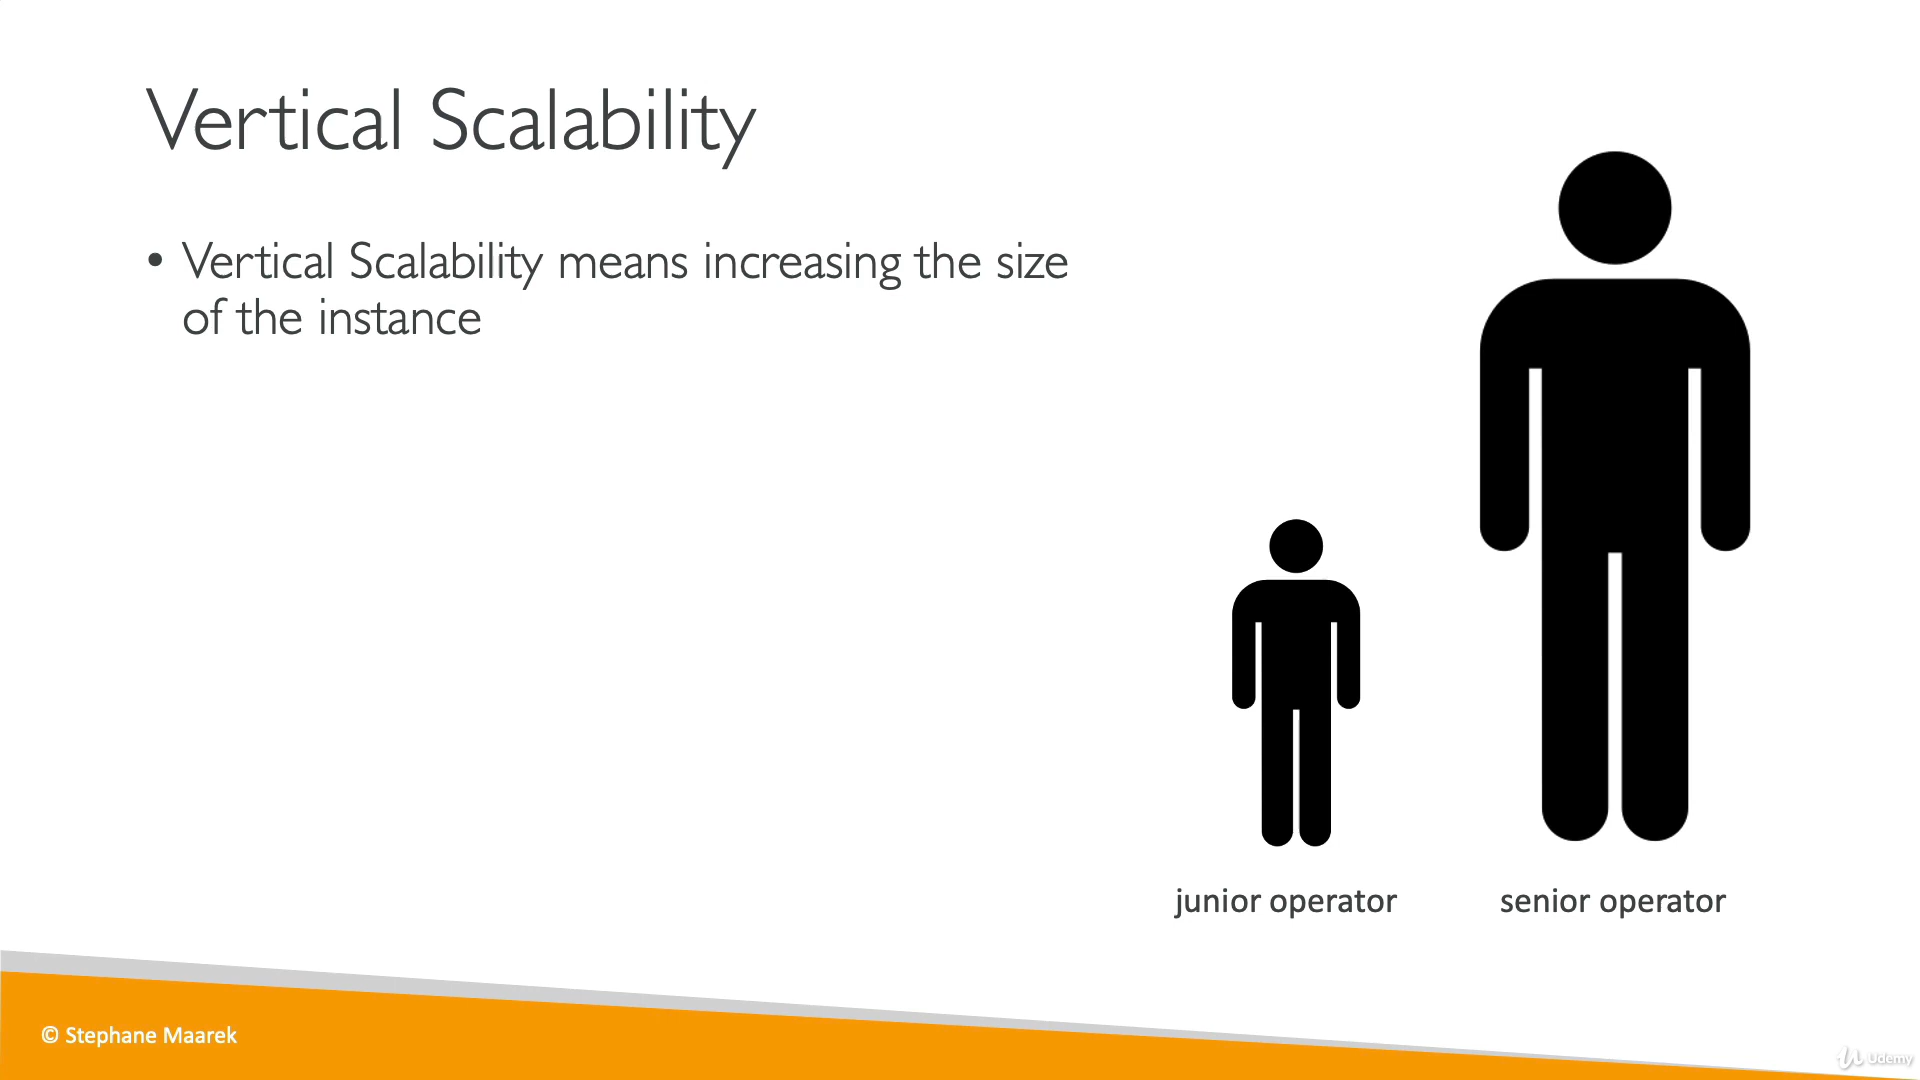 Vertical Scalability
• Vertical Scalability means increasing the size
of the instance
junior operator
senior operator
© Stephane Maarek
Udemy